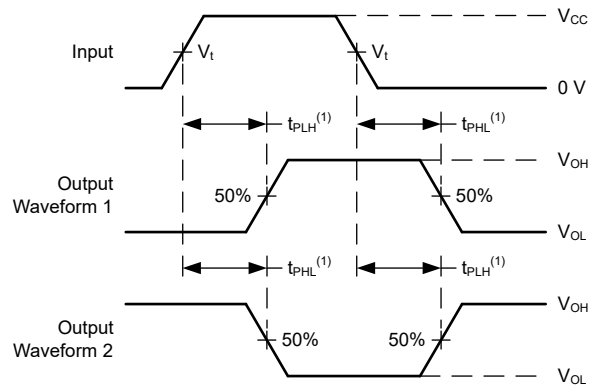 V_CC
Input
V_t
V_t
0 V
t_PLH^(1)
t_PHL^(1)
V_OH
Output
Waveform 1
50%
50%
V_OL
t_PHL^(1)
t_PLH^(1)
V_OH
Output
Waveform 2
50%
50%
V_OL